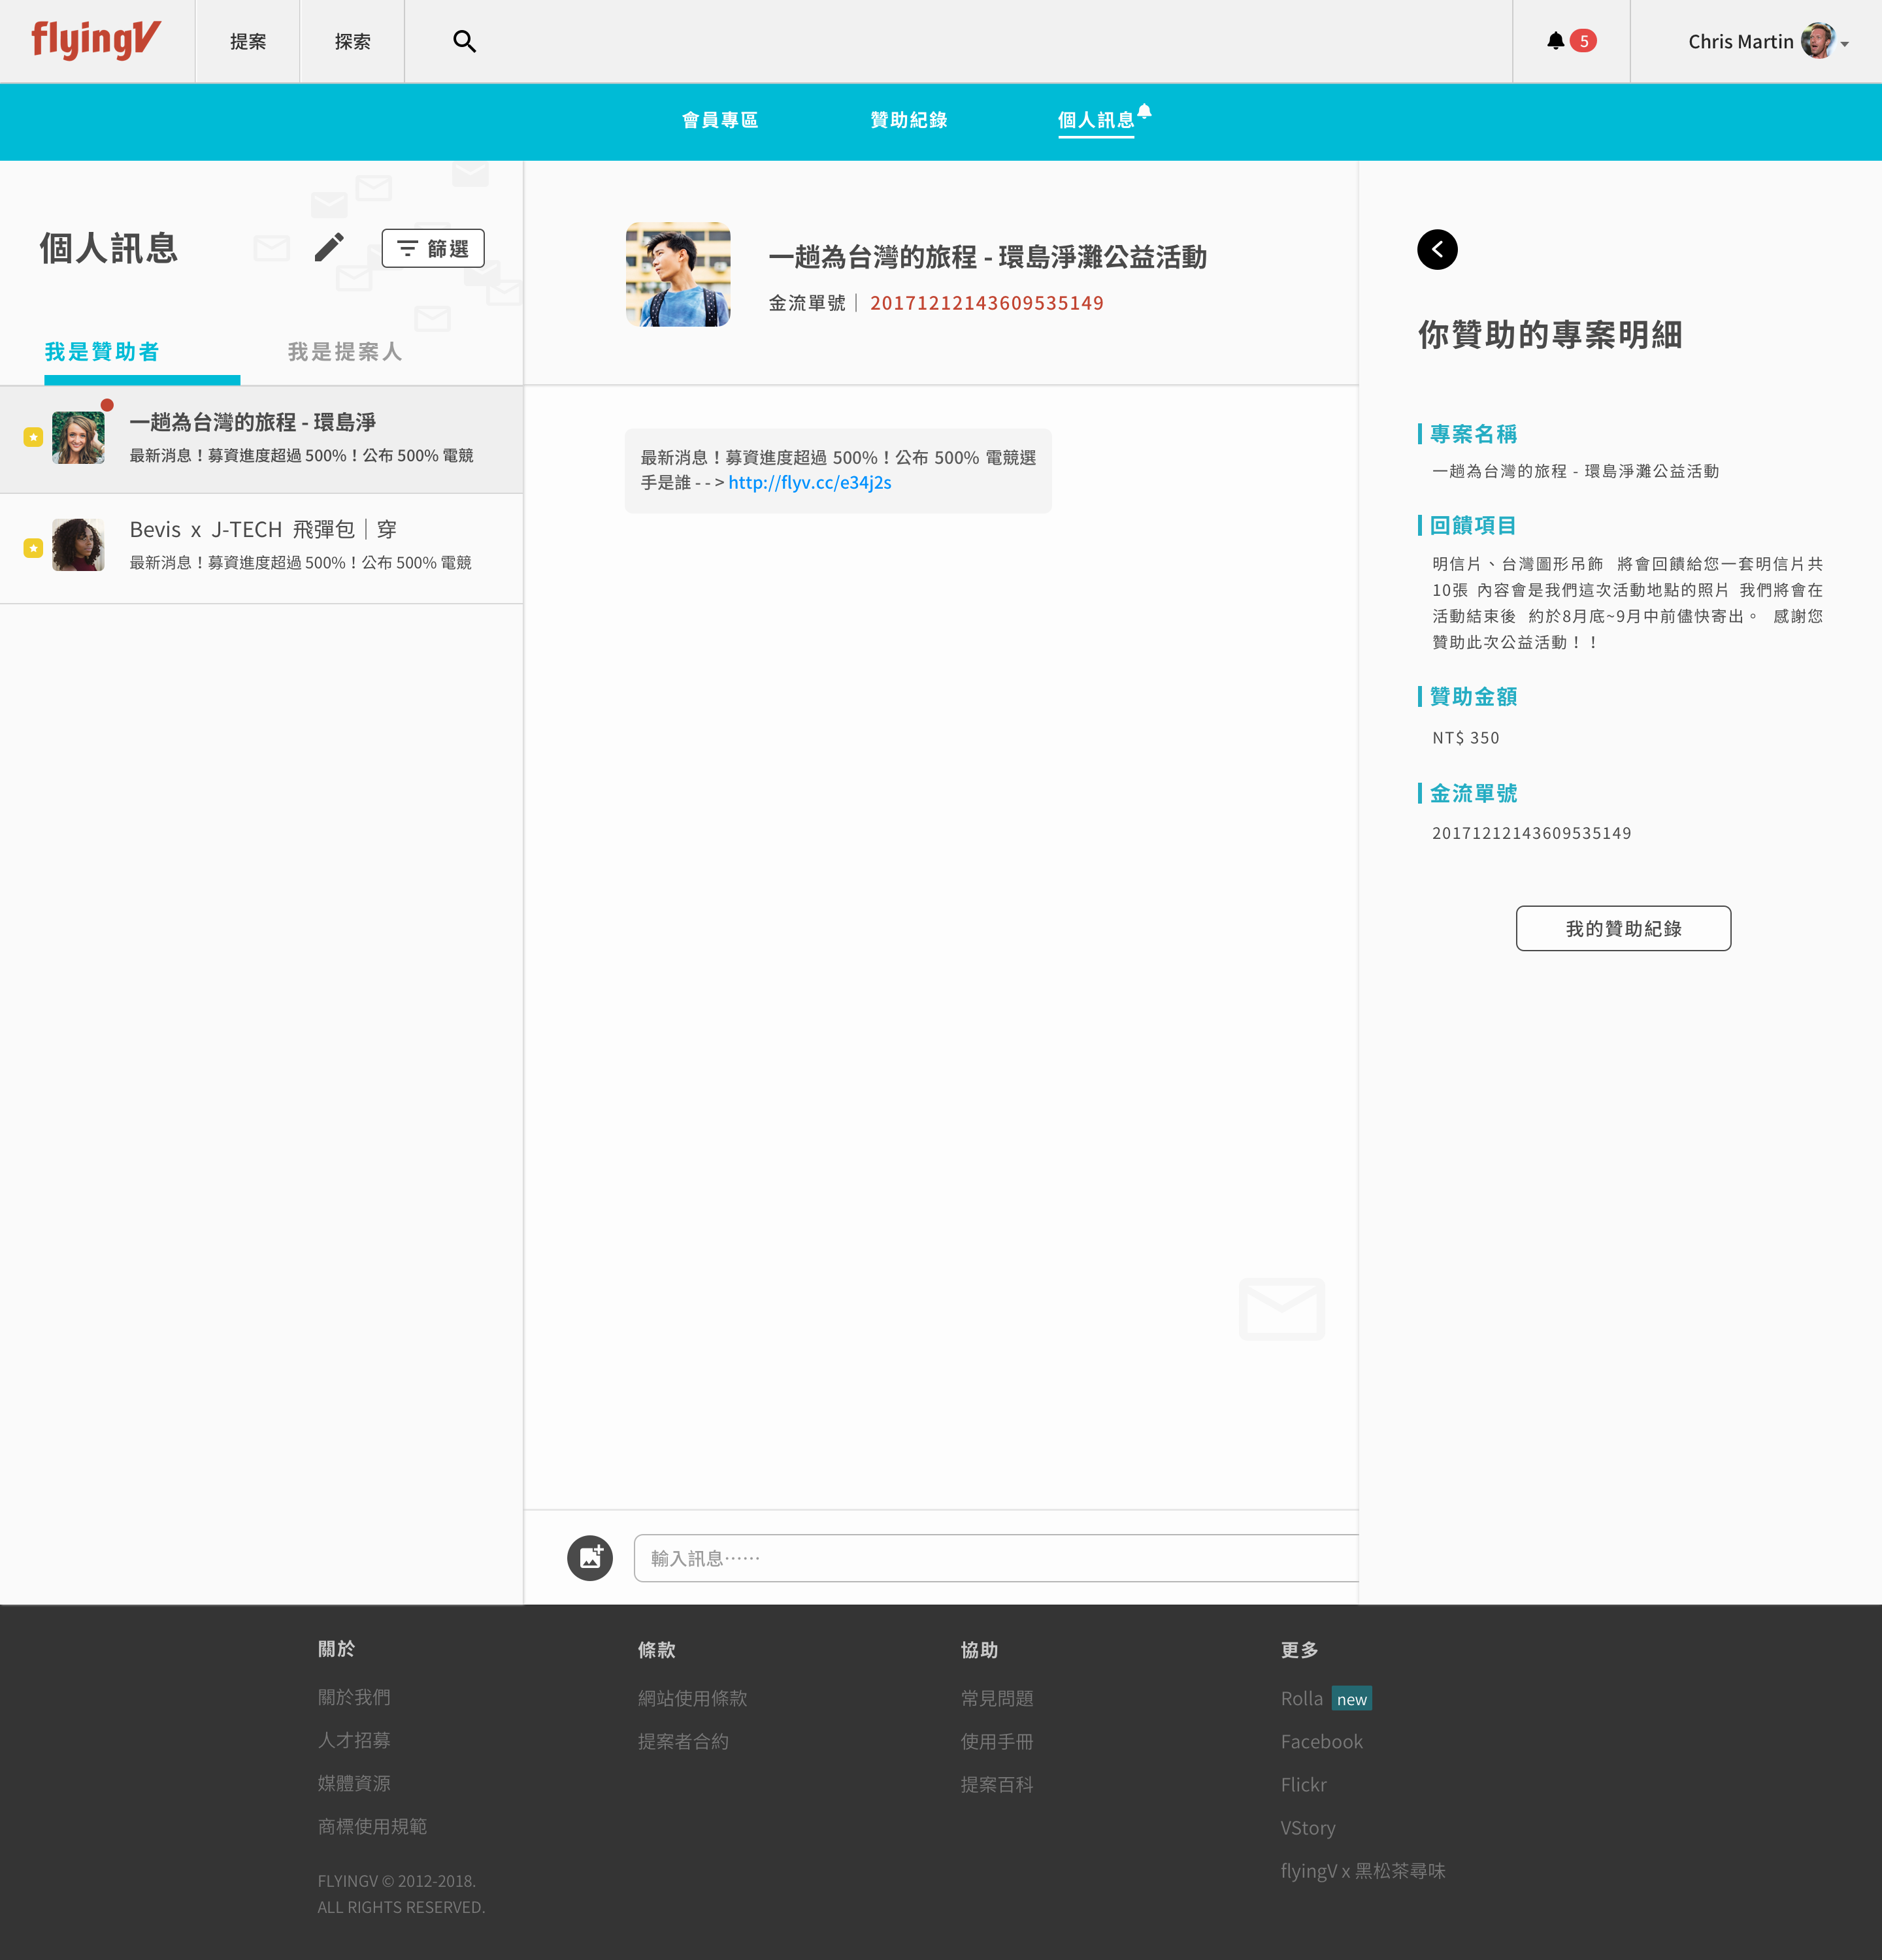 flyingV
提案
探索
5
Chris Martin
會員專區
贊助紀錄
個人訊息
個人訊息
篩選
我是贊助者
我是提案人
一趟為台灣的旅程 - 環島淨
最新消息！募資進度超過 500%！公布 500% 電競
Bevis x J-TECH 飛彈包｜穿
最新消息！募資進度超過 500%！公布 500% 電競
一趟為台灣的旅程 - 環島淨灘公益活動
金流單號｜ 20171212143609535149
最新消息！募資進度超過 500%！公布 500% 電競選
手是誰 - - > http://flyv.cc/e34j2s
輸入訊息⋯⋯
你贊助的專案明細
專案名稱
一趟為台灣的旅程 - 環島淨灘公益活動
回饋項目
明信片、台灣圖形吊飾 將會回饋給您一套明信片共
10張 內容會是我們這次活動地點的照片 我們將會在
活動結束後 約於8月底~9月中前儘快寄出。 感謝您
贊助此次公益活動！！
贊助金額
NT$ 350
金流單號
20171212143609535149
我的贊助紀錄
關於
關於我們
人才招募
媒體資源
商標使用規範
FLYINGV © 2012-2018.
ALL RIGHTS RESERVED.
條款
網站使用條款
提案者合約
協助
常見問題
使用手冊
提案百科
更多
Rolla new
Facebook
Flickr
VStory
flyingV x 黑松茶尋味